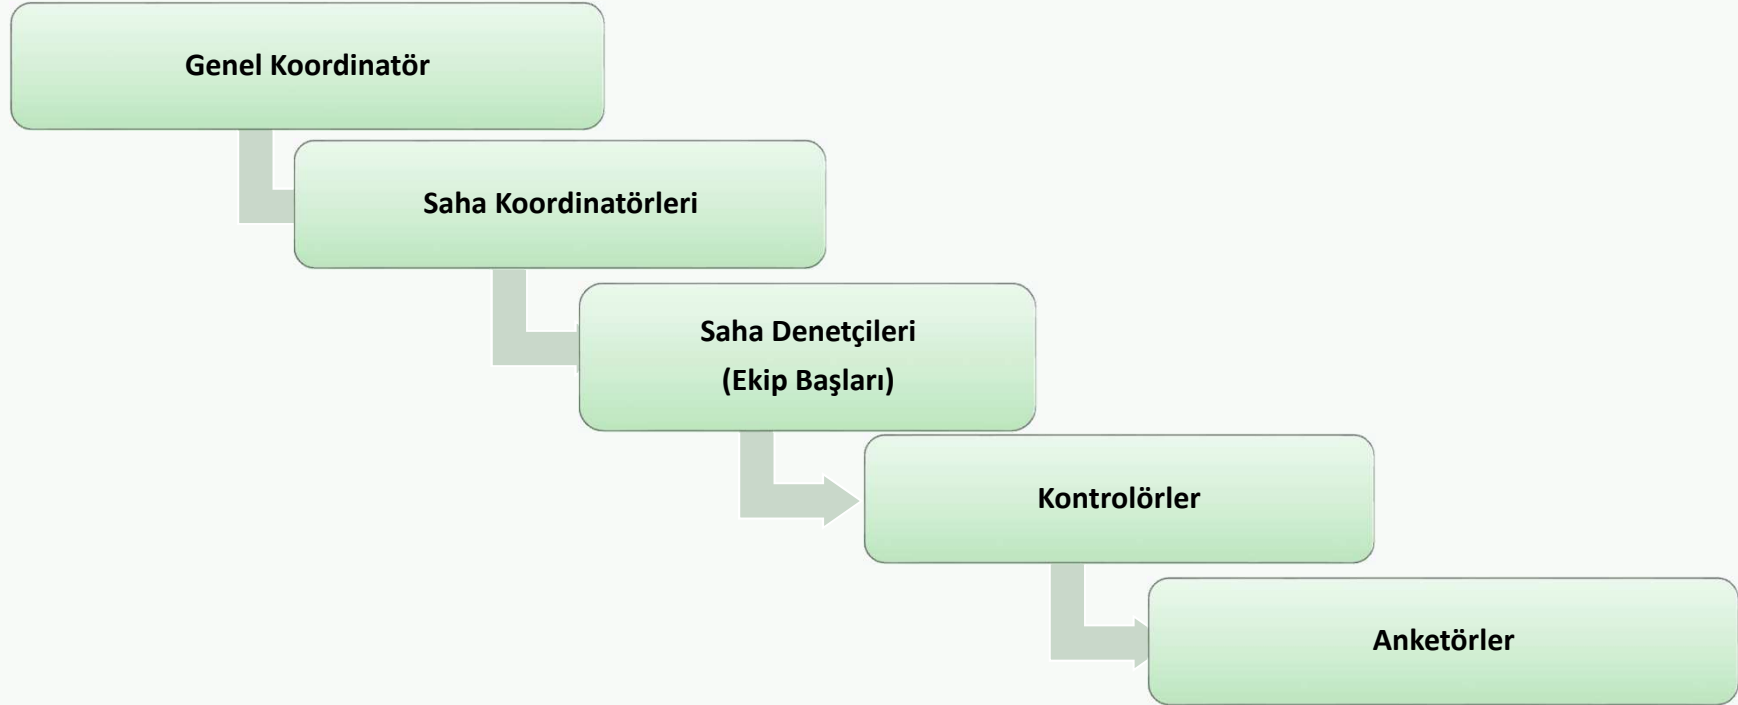 Genel Koordinatör
Saha Koordinatörleri
Saha Denetçileri
(Ekip Başları)
Kontrolörler
Anketörler